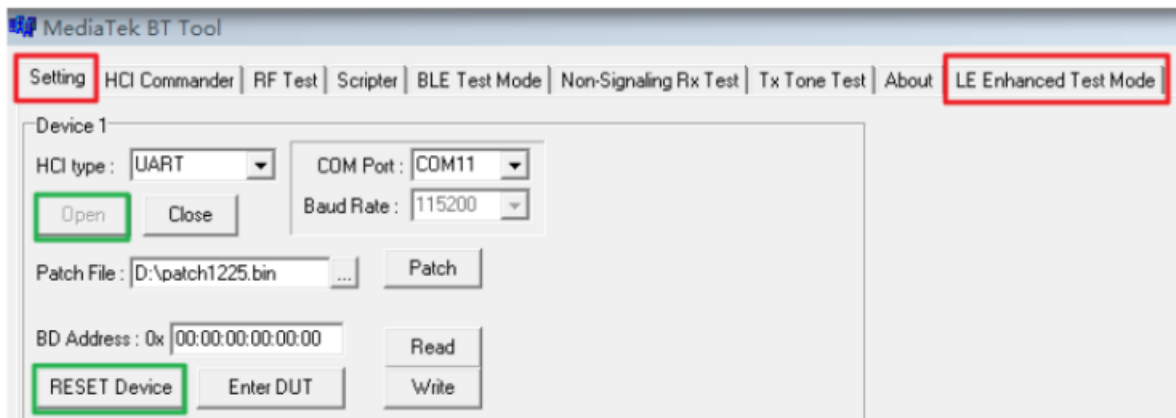 MediaTek BT Tool
Setting HCI Commander RF Test Scripter BLE Test Mode Non-Signaling Rx Test Tx Tone Test About LE Enhanced Test Mode
Device 1
HCI type : UART COM Port : COM11
Open Close Baud Rate : 115200
Patch File : D:\patch1225.bin ... Patch
BD Address : 0x 00:00:00:00:00:00 Read
RESET Device Enter DUT Write